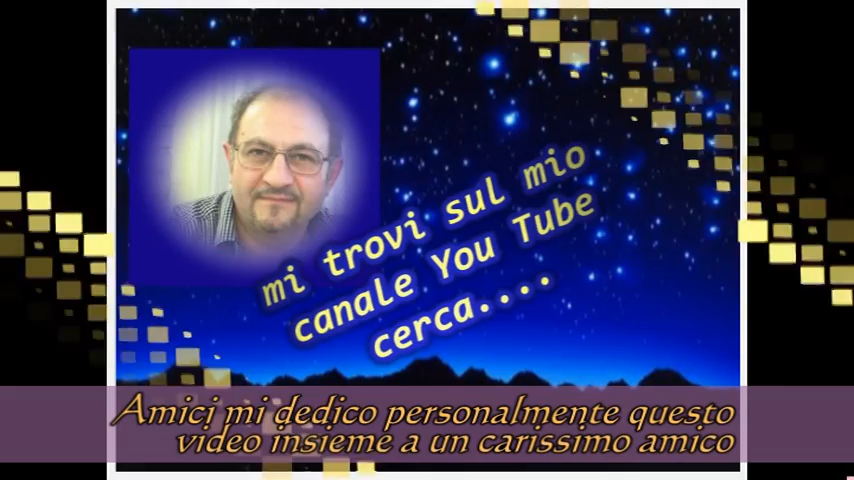 mi trovi sul mio
canale You Tube
cerca....
Amici mi dedico personalmente questo
video insieme a un carissimo amico